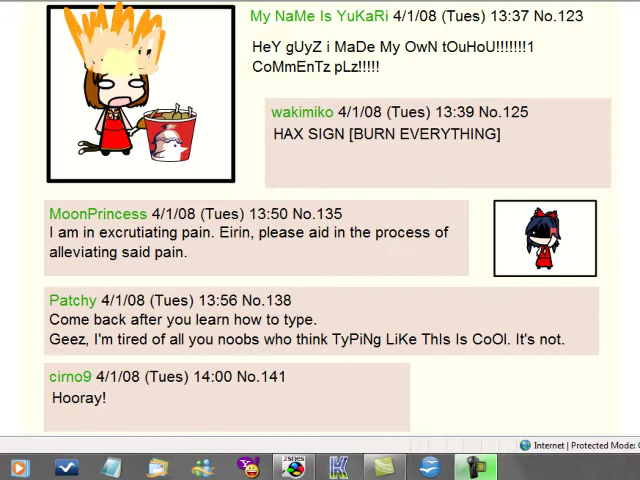 My NaMe Is YuKaRi 4/1/08 (Tues) 13:37 No.123
HeY gUyZ i MaDe My OwN tOuHoU!!!!!!!1
CoMmEnTz pLz!!!!!
wakimiko 4/1/08 (Tues) 13:39 No.125
HAX SIGN [BURN EVERYTHING]
MoonPrincess 4/1/08 (Tues) 13:50 No.135
I am in excrutiating pain. Eirin, please aid in the process of
alleviating said pain.
Patchy 4/1/08 (Tues) 13:56 No.138
Come back after you learn how to type.
Geez, I'm tired of all you noobs who think TyPiNg LiKe ThIs Is CoOl. It's not.
cirno9 4/1/08 (Tues) 14:00 No.141
Hooray!
Internet | Protected Mode:
zsnes